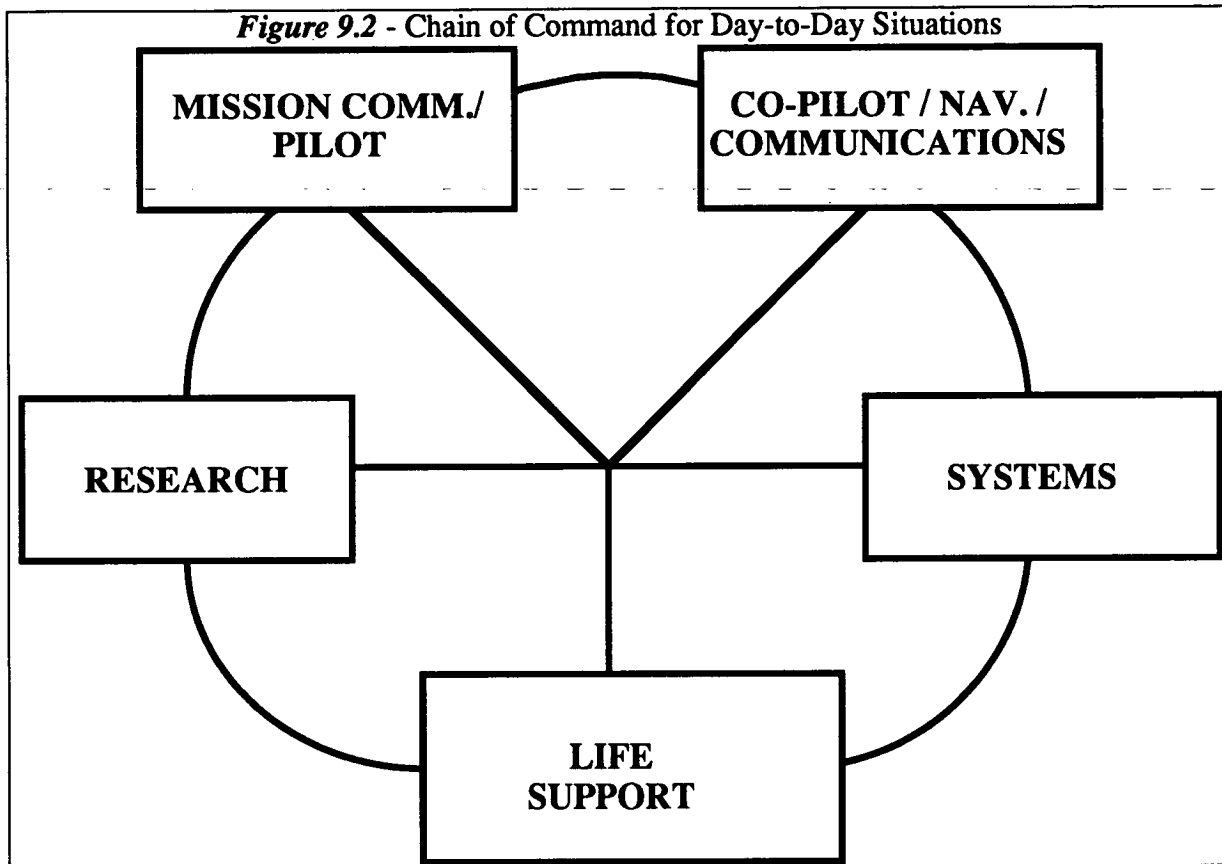 Figure 9.2 - Chain of Command for Day-to-Day Situations
MISSION COMM./
PILOT
CO-PILOT / NAV. /
COMMUNICATIONS
RESEARCH
SYSTEMS
LIFE
SUPPORT